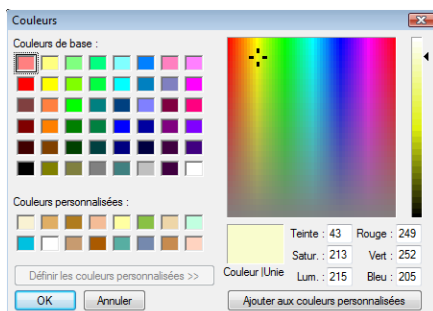 Couleurs
Couleurs de base :
Couleurs personnalisées :
Définir les couleurs personnalisées >>
OK Annuler
Couleur |Unie
Teinte : 43 Rouge : 249
Satur. : 213 Vert : 252
Lum. : 215 Bleu : 205
Ajouter aux couleurs personnalisées